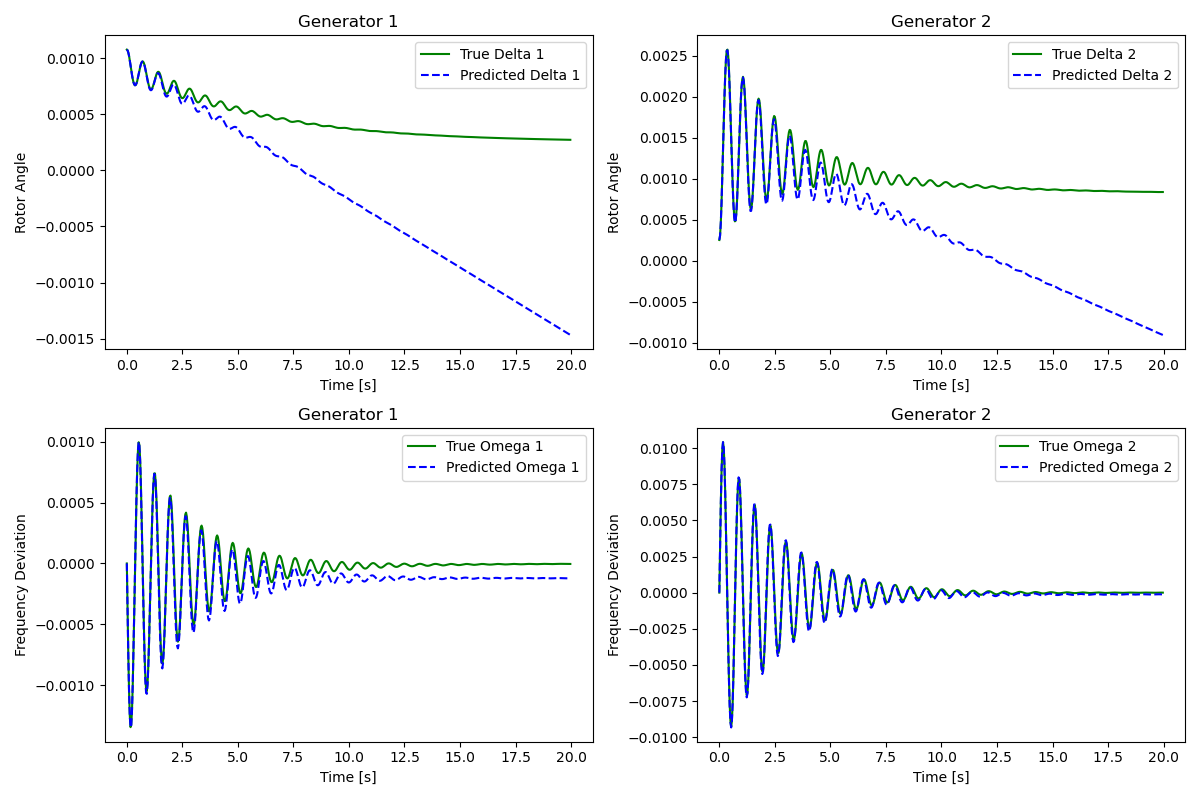 Generator 1
True Delta 1
Predicted Delta 1
Rotor Angle
0.0010
0.0005
0.0000
−0.0005
−0.0010
−0.0015
0.0 2.5 5.0 7.5 10.0 12.5 15.0 17.5 20.0
Time [s]
Generator 2
True Delta 2
Predicted Delta 2
Rotor Angle
0.0025
0.0020
0.0015
0.0010
0.0005
0.0000
−0.0005
−0.0010
0.0 2.5 5.0 7.5 10.0 12.5 15.0 17.5 20.0
Time [s]
Generator 1
True Omega 1
Predicted Omega 1
Frequency Deviation
0.0010
0.0005
0.0000
−0.0005
−0.0010
0.0 2.5 5.0 7.5 10.0 12.5 15.0 17.5 20.0
Time [s]
Generator 2
True Omega 2
Predicted Omega 2
Frequency Deviation
0.0100
0.0075
0.0050
0.0025
0.0000
−0.0025
−0.0050
−0.0075
−0.0100
0.0 2.5 5.0 7.5 10.0 12.5 15.0 17.5 20.0
Time [s]